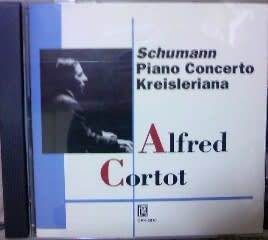 Schumann
Piano Concerto
Kreisleriana
Alfred
Cortot